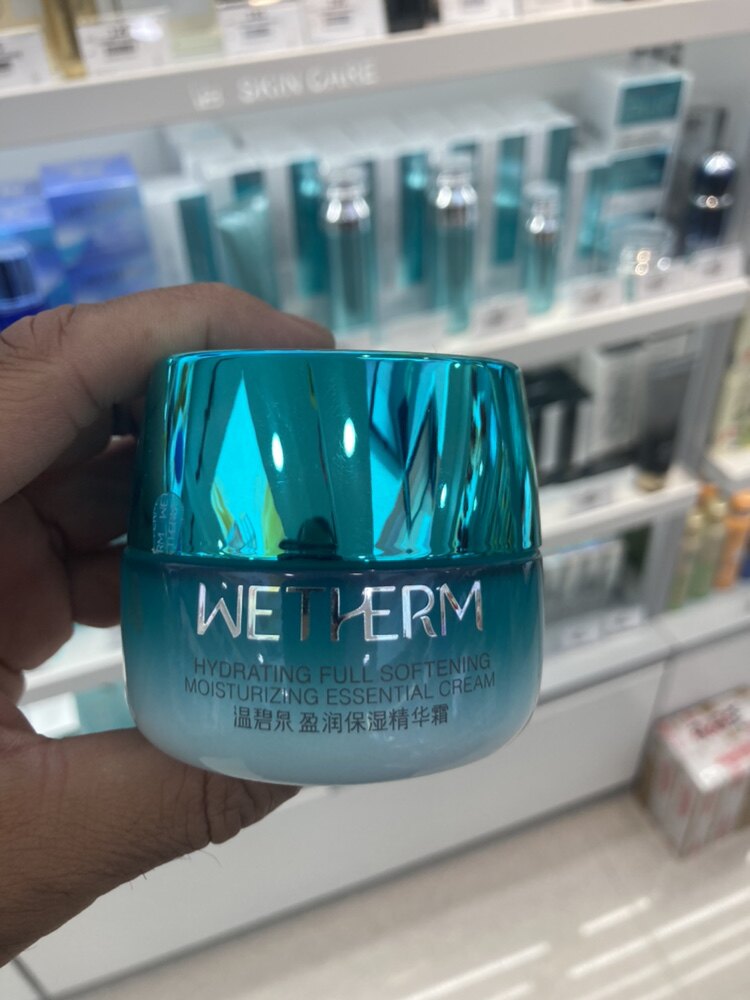 SKIN CARE
WETHERM
HYDRATING FULL SOFTENING
MOISTURIZING ESSENTIAL CREAM
温碧泉 盈润保湿精华霜